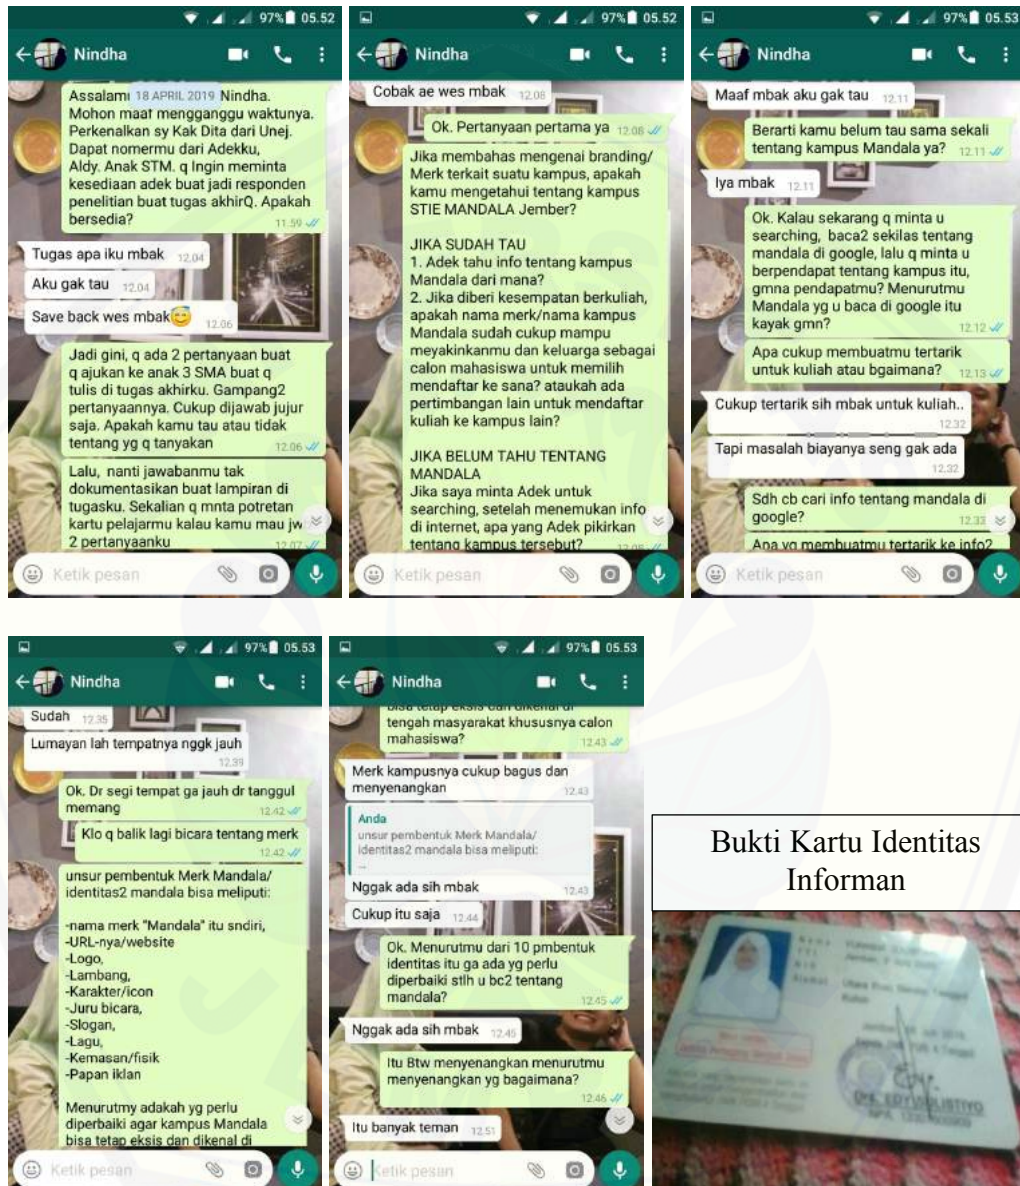 97% 05.52
Nindha
18 APRIL 2019
Assalam Nindha.
Mohon maaf mengganggu waktunya.
Perkenalkan sy Kak Dita dari Unej.
Dapat nomermu dari Adekku,
Aldy. Anak STM. q Ingin meminta
kesediaan adek buat jadi responden
penelitian buat tugas akhirQ. Apakah
bersedia?
11.59
Tugas apa iku mbak 12.04
Aku gak tau 12.04
Save back wes mbak😇 12.06
Jadi gini, q ada 2 pertanyaan buat
q ajukan ke anak 3 SMA buat q
tulis di tugas akhirku. Gampang2
pertanyaannya. Cukup dijawab jujur
saja. Apakah kamu tau atau tidak
tentang yg q tanyakan 12.06
Lalu, nanti jawabanmu tak
dokumentasikan buat lampiran di
tugasku. Sekalian q mnta potretan
kartu pelajarmu kalau kamu mau jw
2 pertanyaanku 12.07
Ketik pesan
97% 05.52
Nindha
Cobak ae wes mbak 12.08
Ok. Pertanyaan pertama ya 12.08
Jika membahas mengenai branding/
Merk terkait suatu kampus, apakah
kamu mengetahui tentang kampus
STIE MANDALA Jember?
JIKA SUDAH TAU
1. Adek tahu info tentang kampus
Mandala dari mana?
2. Jika diberi kesempatan berkuliah,
apakah nama merk/nama kampus
Mandala sudah cukup mampu
meyakinkanmu dan keluarga sebagai
calon mahasiswa untuk memilih
mendaftar ke sana? ataukah ada
pertimbangan lain untuk mendaftar
kuliah ke kampus lain?
JIKA BELUM TAHU TENTANG
MANDALA
Jika saya minta Adek untuk
searching, setelah menemukan info
di internet, apa yang Adek pikirkan
tentang kampus tersebut? 12.08
Ketik pesan
97% 05.53
Nindha
Maaf mbak aku gak tau 12.11
Berarti kamu belum tau sama sekali
tentang kampus Mandala ya? 12.11
Iya mbak 12.11
Ok. Kalau sekarang q minta u
searching, baca2 sekilas tentang
mandala di google, lalu q minta u
berpendapat tentang kampus itu,
gmna pendapatmu? Menurutmu
Mandala yg u baca di google itu
kayak gmn? 12.12
Apa cukup membuatmu tertarik
untuk kuliah atau bgaimana? 12.13
Cukup tertarik sih mbak untuk kuliah..
12.32
Tapi masalah biayanya seng gak ada
12.32
Sdh cb cari info tentang mandala di
google? 12.33
Apa yg membuatmu tertarik ke info2
Ketik pesan
97% 05.53
Nindha
Sudah 12.35
Lumayan lah tempatnya nggk jauh
12.39
Ok. Dr segi tempat ga jauh dr tanggul
memang 12.42
Klo q balik lagi bicara tentang merk
12.42
unsur pembentuk Merk Mandala/
identitas2 mandala bisa meliputi:
-nama merk "Mandala" itu sndiri,
-URL-nya/website
-Logo,
-Lambang,
-Karakter/icon
-Juru bicara,
-Slogan,
-Lagu,
-Kemasan/fisik
-Papan iklan
Menurutmy adakah yg perlu
diperbaiki agar kampus Mandala
bisa tetap eksis dan dikenal di
Ketik pesan
97% 05.53
Nindha
bisa tetap eksis dan dikenal di
tengah masyarakat khususnya calon
mahasiswa? 12.43
Merk kampusnya cukup bagus dan
menyenangkan 12.43
Anda
unsur pembentuk Merk Mandala/
identitas2 mandala bisa meliputi:
...
Nggak ada sih mbak 12.43
Cukup itu saja 12.44
Ok. Menurutmu dari 10 pmbentuk
identitas itu ga ada yg perlu
diperbaiki stlh u bc2 tentang
mandala? 12.45
Nggak ada sih mbak 12.45
Itu Btw menyenangkan menurutmu
menyenangkan yg bagaimana?
12.46
Itu banyak teman 12.51
Ketik pesan
Bukti Kartu Identitas
Informan